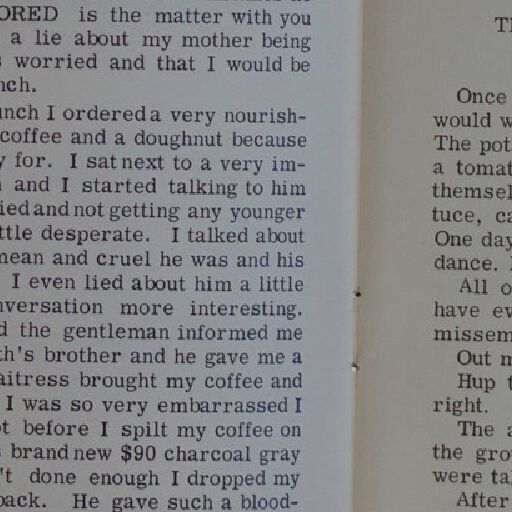 ORED is the matter with you
a lie about my mother being
worried and that I would be
nch.
unch I ordered a very nourish-
coffee and a doughnut because
y for. I sat next to a very im-
and I started talking to him
ied and not getting any younger
ttle desperate. I talked about
mean and cruel he was and his
I even lied about him a little
nversation more interesting.
d the gentleman informed me
th's brother and he gave me a
aitress brought my coffee and
I was so very embarrassed I
ot before I spilt my coffee on
brand new $90 charcoal gray
't done enough I dropped my
back. He gave such a blood-
Once
would w
The pot
a tomat
themsel
tuce, ca
One day
dance.
All o
have ev
missem
Out m
Hup t
right.
The a
the gro
were tal
After